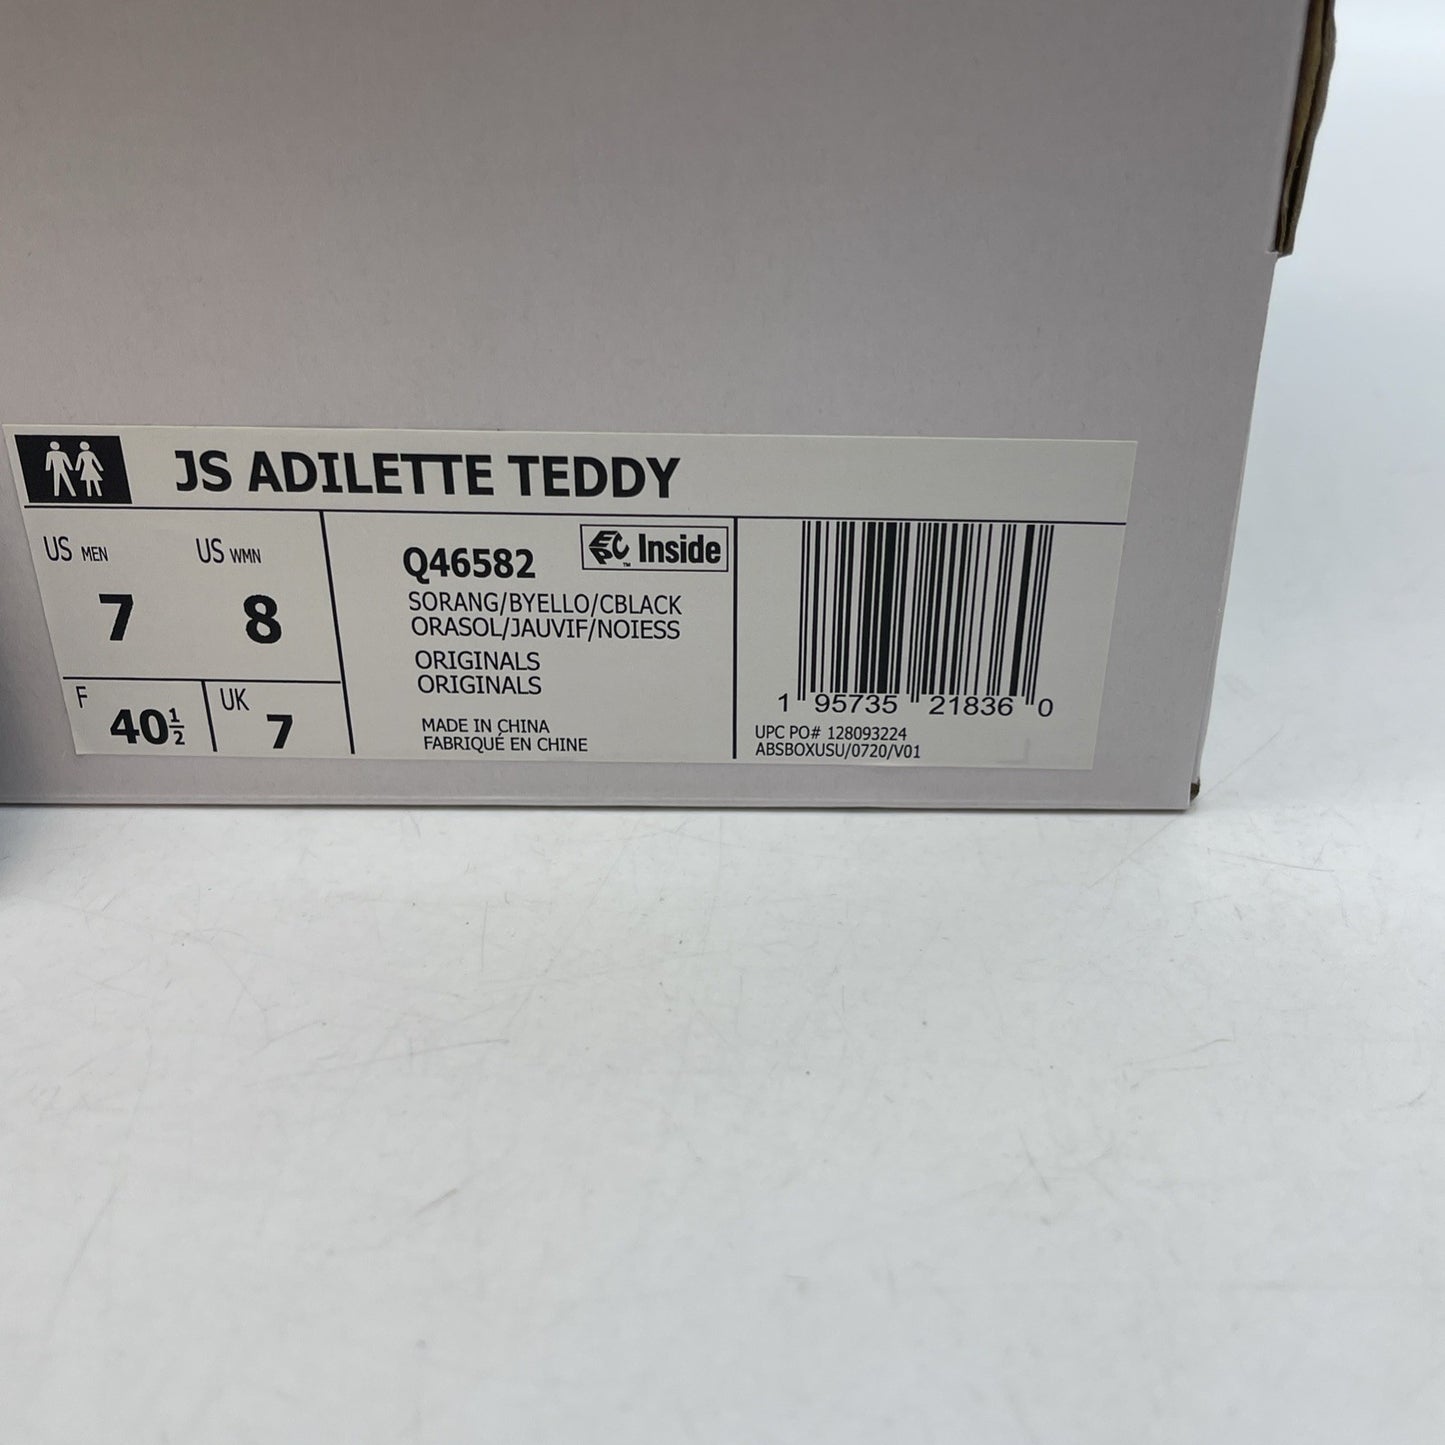 JS ADILETTE TEDDY
US MEN US WMN
7 8
F 40½ UK 7
Q46582
EPC™ Inside
SORANG/BYELLO/CBLACK
ORASOL/JAUVIF/NOIESS
ORIGINALS
ORIGINALS
MADE IN CHINA
FABRIQUÉ EN CHINE
1 95735 21836 0
UPC PO# 128093224
ABSBOXUSU/0720/V01